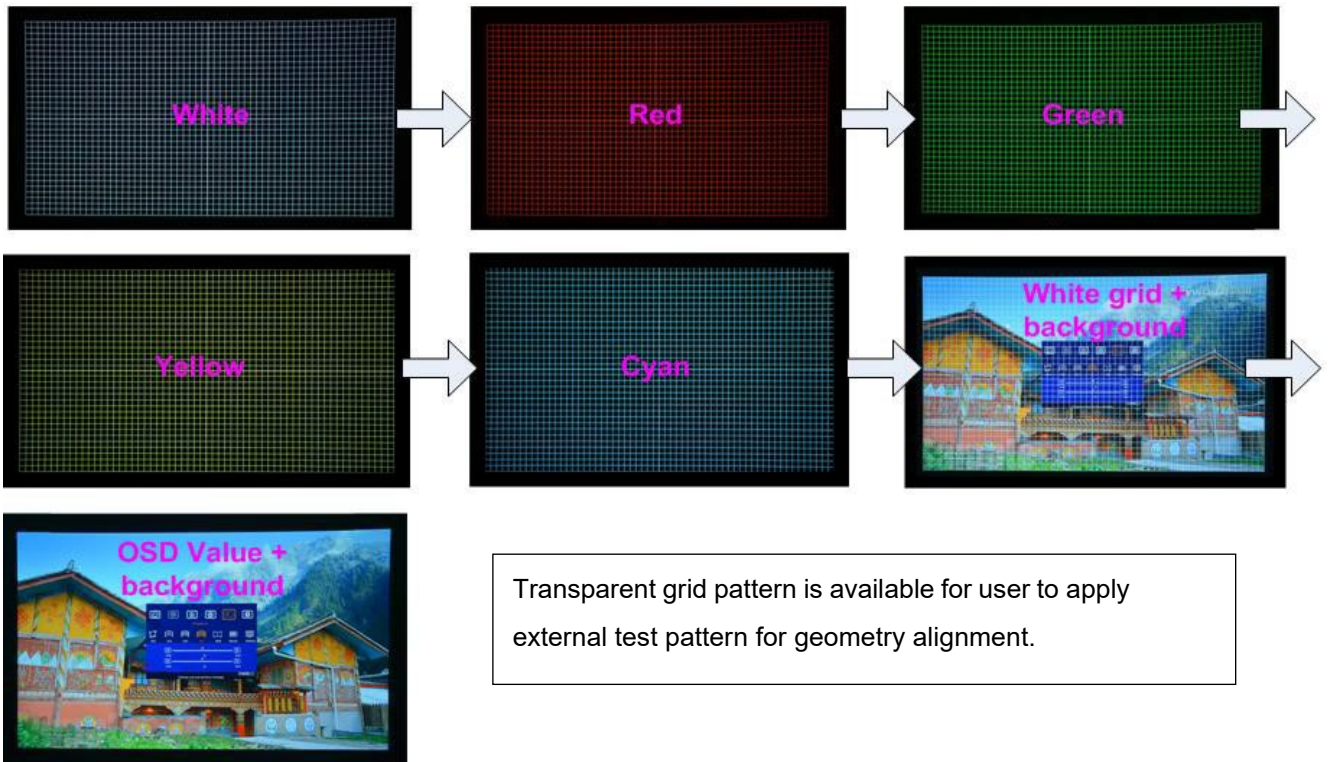 White
Red
Green
Yellow
Cyan
White grid +
background
OSD Value +
background
Transparent grid pattern is available for user to apply
external test pattern for geometry alignment.